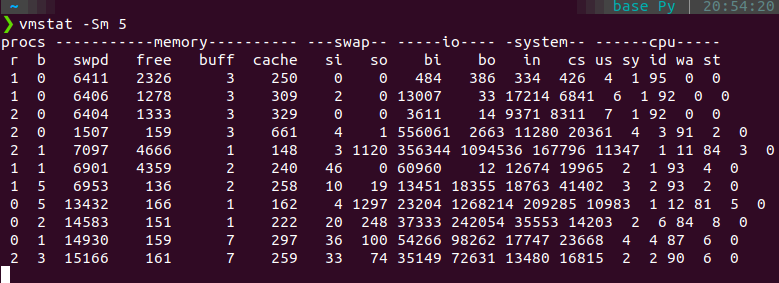 ~ base Py | 20:54:20
❯ vmstat -Sm 5
procs -----------memory---------- ---swap-- -----io---- -system-- ------cpu-----
r b swpd free buff cache si so bi bo in cs us sy id wa st
1 0 6411 2326 3 250 0 0 484 386 334 426 4 1 95 0 0
1 0 6406 1278 3 309 2 0 13007 33 17214 6841 6 1 92 0 0
2 0 6404 1333 3 329 0 0 3611 14 9371 8311 7 1 92 0 0
2 0 1507 159 3 661 4 1 556061 2663 11280 20361 4 3 91 2 0
2 1 7097 4666 1 148 3 1120 356344 1094536 167796 11347 1 11 84 3 0
1 1 6901 4359 2 240 46 0 60960 12 12674 19965 2 1 93 4 0
1 5 6953 136 2 258 10 19 13451 18355 18763 41402 3 2 93 2 0
0 5 13432 166 1 162 4 1297 23204 1268214 209285 10983 1 12 81 5 0
0 2 14583 151 1 222 20 248 37333 242054 35553 14203 2 6 84 8 0
0 1 14930 159 7 297 36 100 54266 98262 17747 23668 4 4 87 6 0
2 3 15166 161 7 259 33 74 35149 72631 13480 16815 2 2 90 6 0